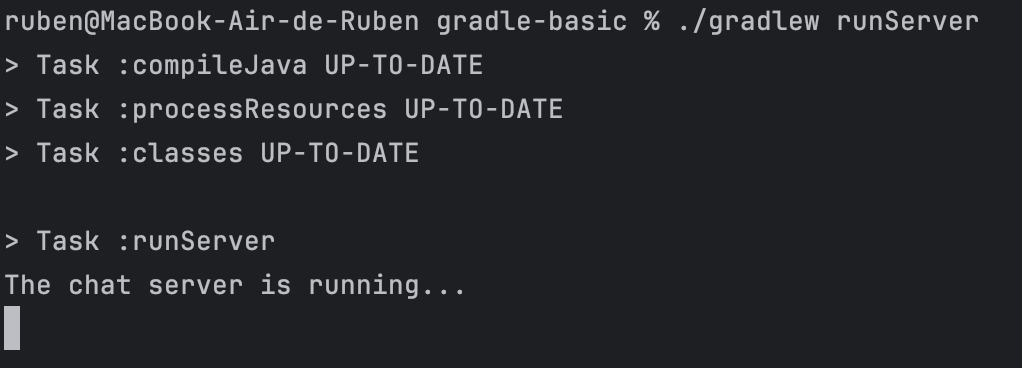 ruben@MacBook-Air-de-Ruben gradle-basic % ./gradlew runServer
> Task :compileJava UP-TO-DATE
> Task :processResources UP-TO-DATE
> Task :classes UP-TO-DATE
> Task :runServer
The chat server is running...